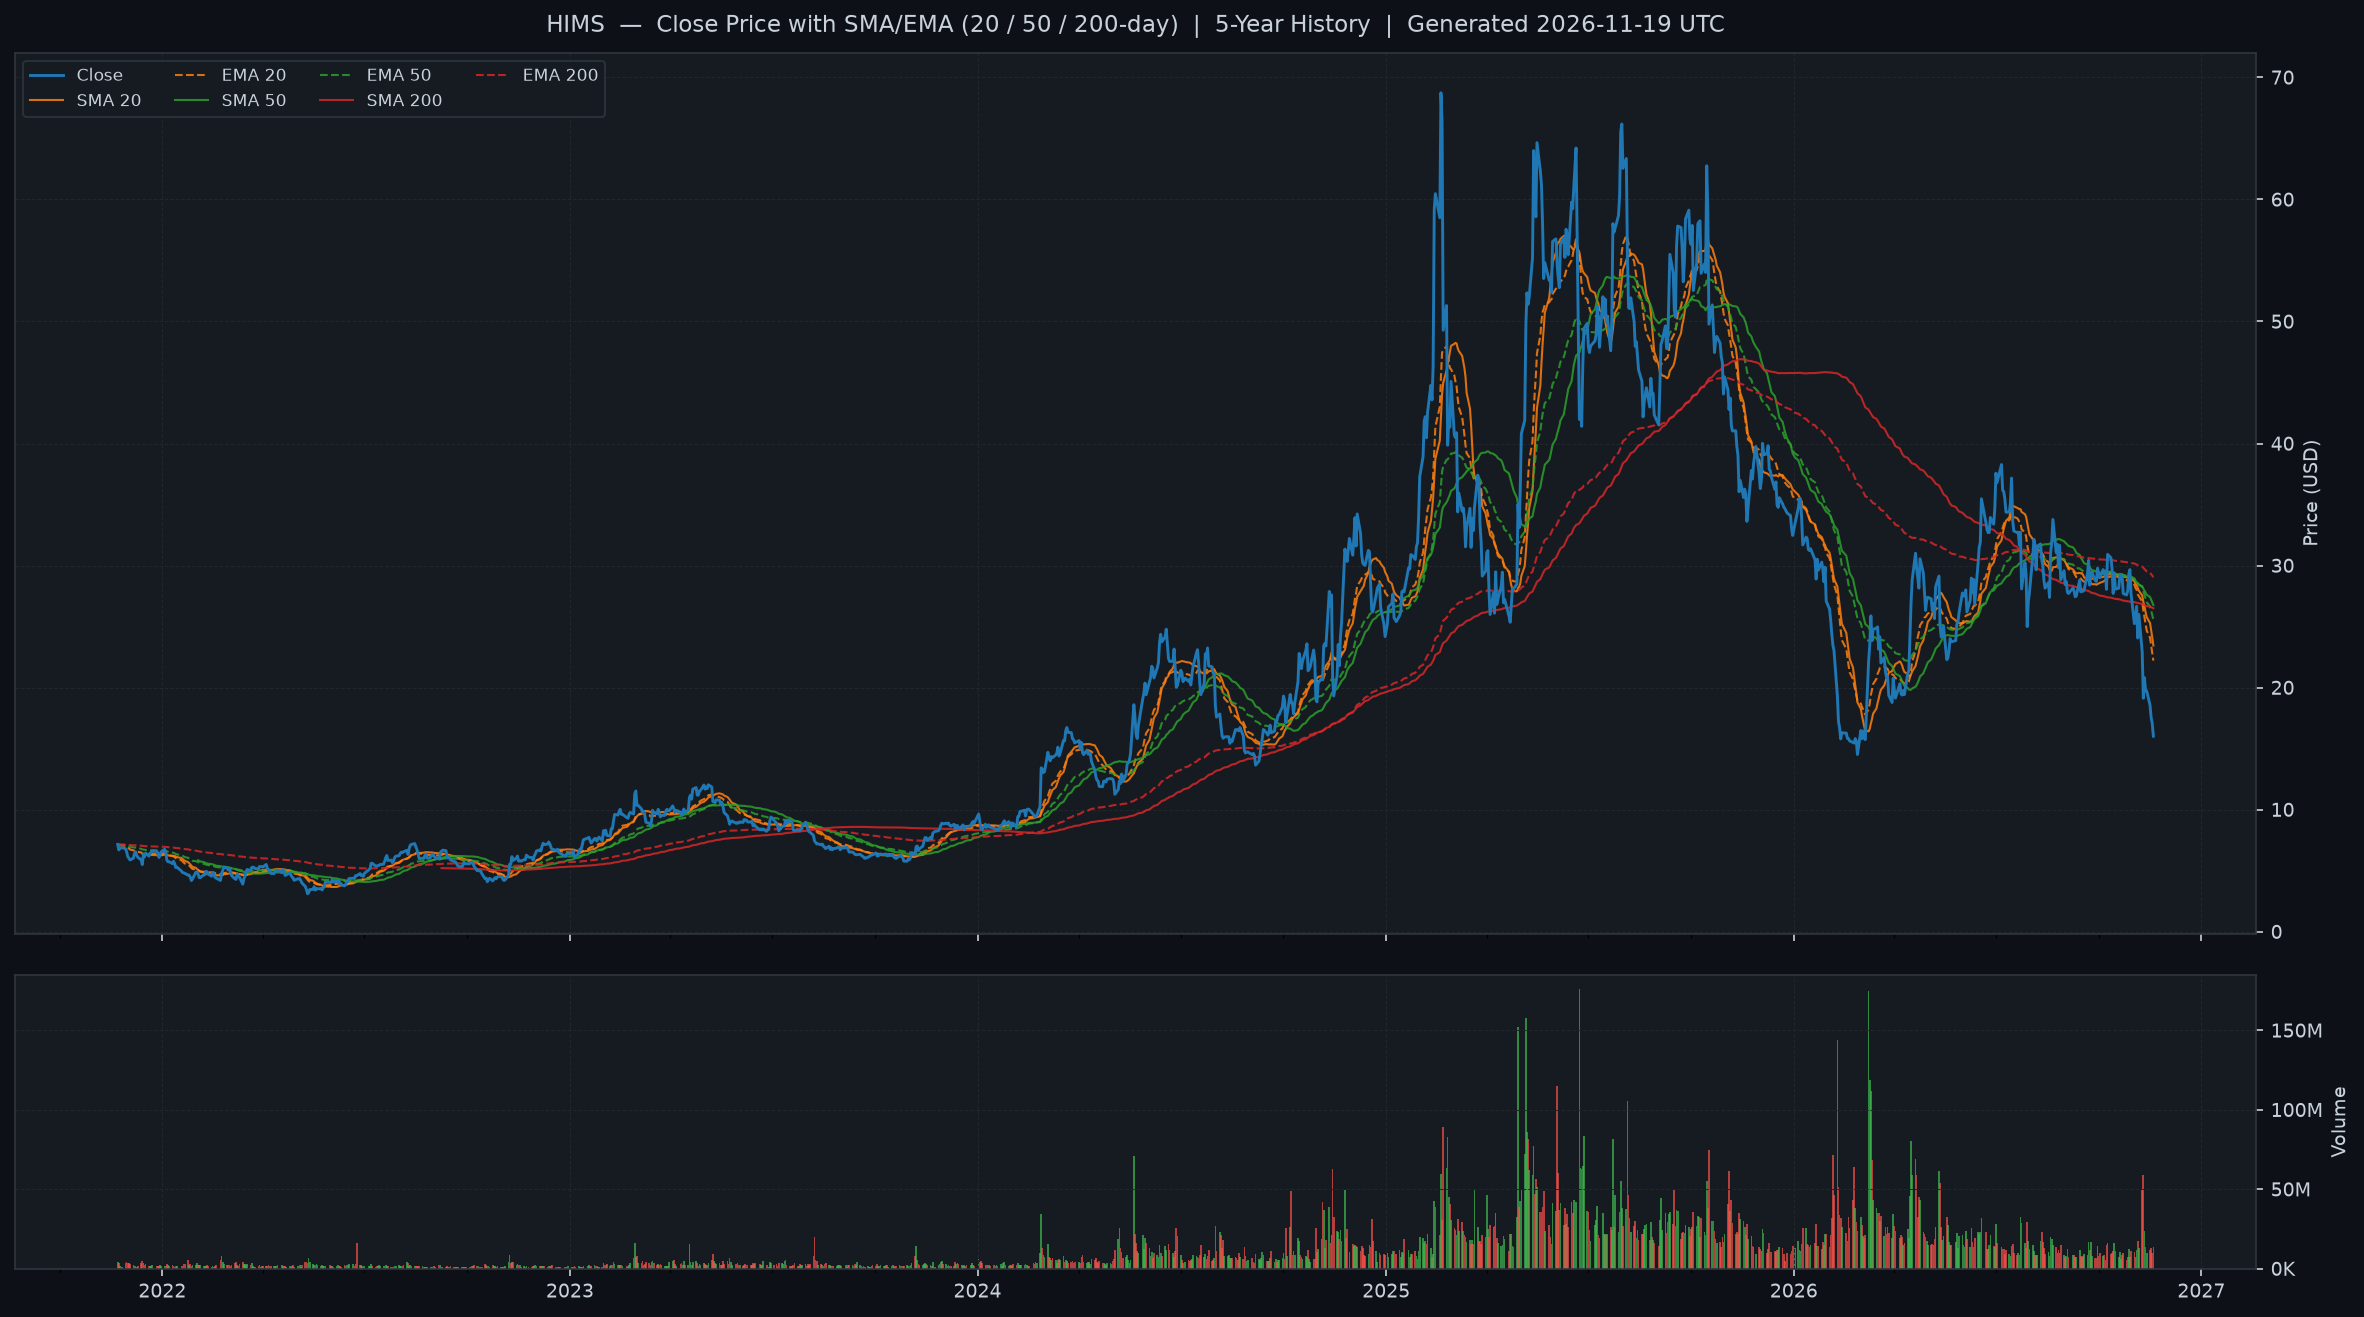 HIMS — Close Price with SMA/EMA (20 / 50 / 200-day) | 5-Year History | Generated 2026-11-19 UTC
Close EMA 20 EMA 50 EMA 200
SMA 20 SMA 50 SMA 200
70
60
50
40
30
20
10
0
Price (USD)
150M
100M
50M
0K
Volume
2022 2023 2024 2025 2026 2027